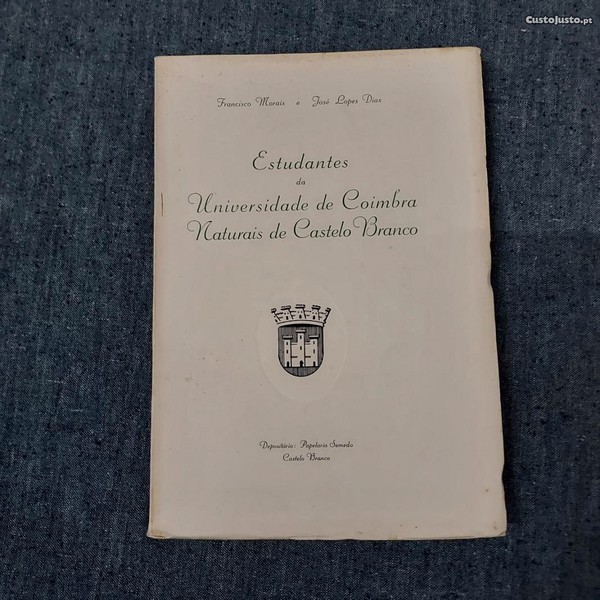 CustoJusto.pt
Francisco Morais e José Lopes Dias
Estudantes
da
Universidade de Coimbra
Naturais de Castelo Branco
Depositária: Papelaria Semedo
Castelo Branco